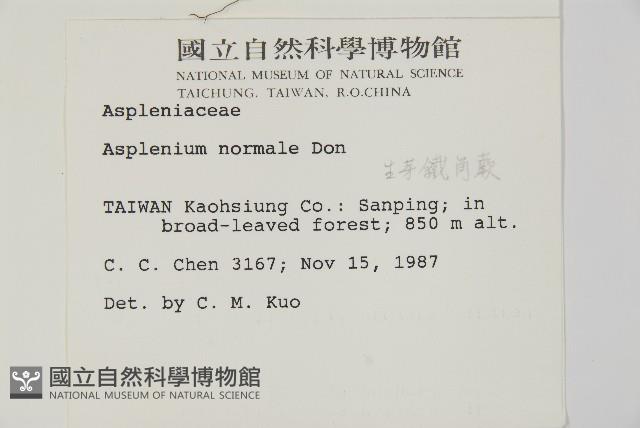 國立自然科學博物館
NATIONAL MUSEUM OF NATURAL SCIENCE
TAICHUNG, TAIWAN, R.O.CHINA
Aspleniaceae
Asplenium normale Don
生芽鐵角蕨
TAIWAN Kaohsiung Co.: Sanping; in
broad-leaved forest; 850 m alt.
C. C. Chen 3167; Nov 15, 1987
Det. by C. M. Kuo
國立自然科學博物館
NATIONAL MUSEUM OF NATURAL SCIENCE